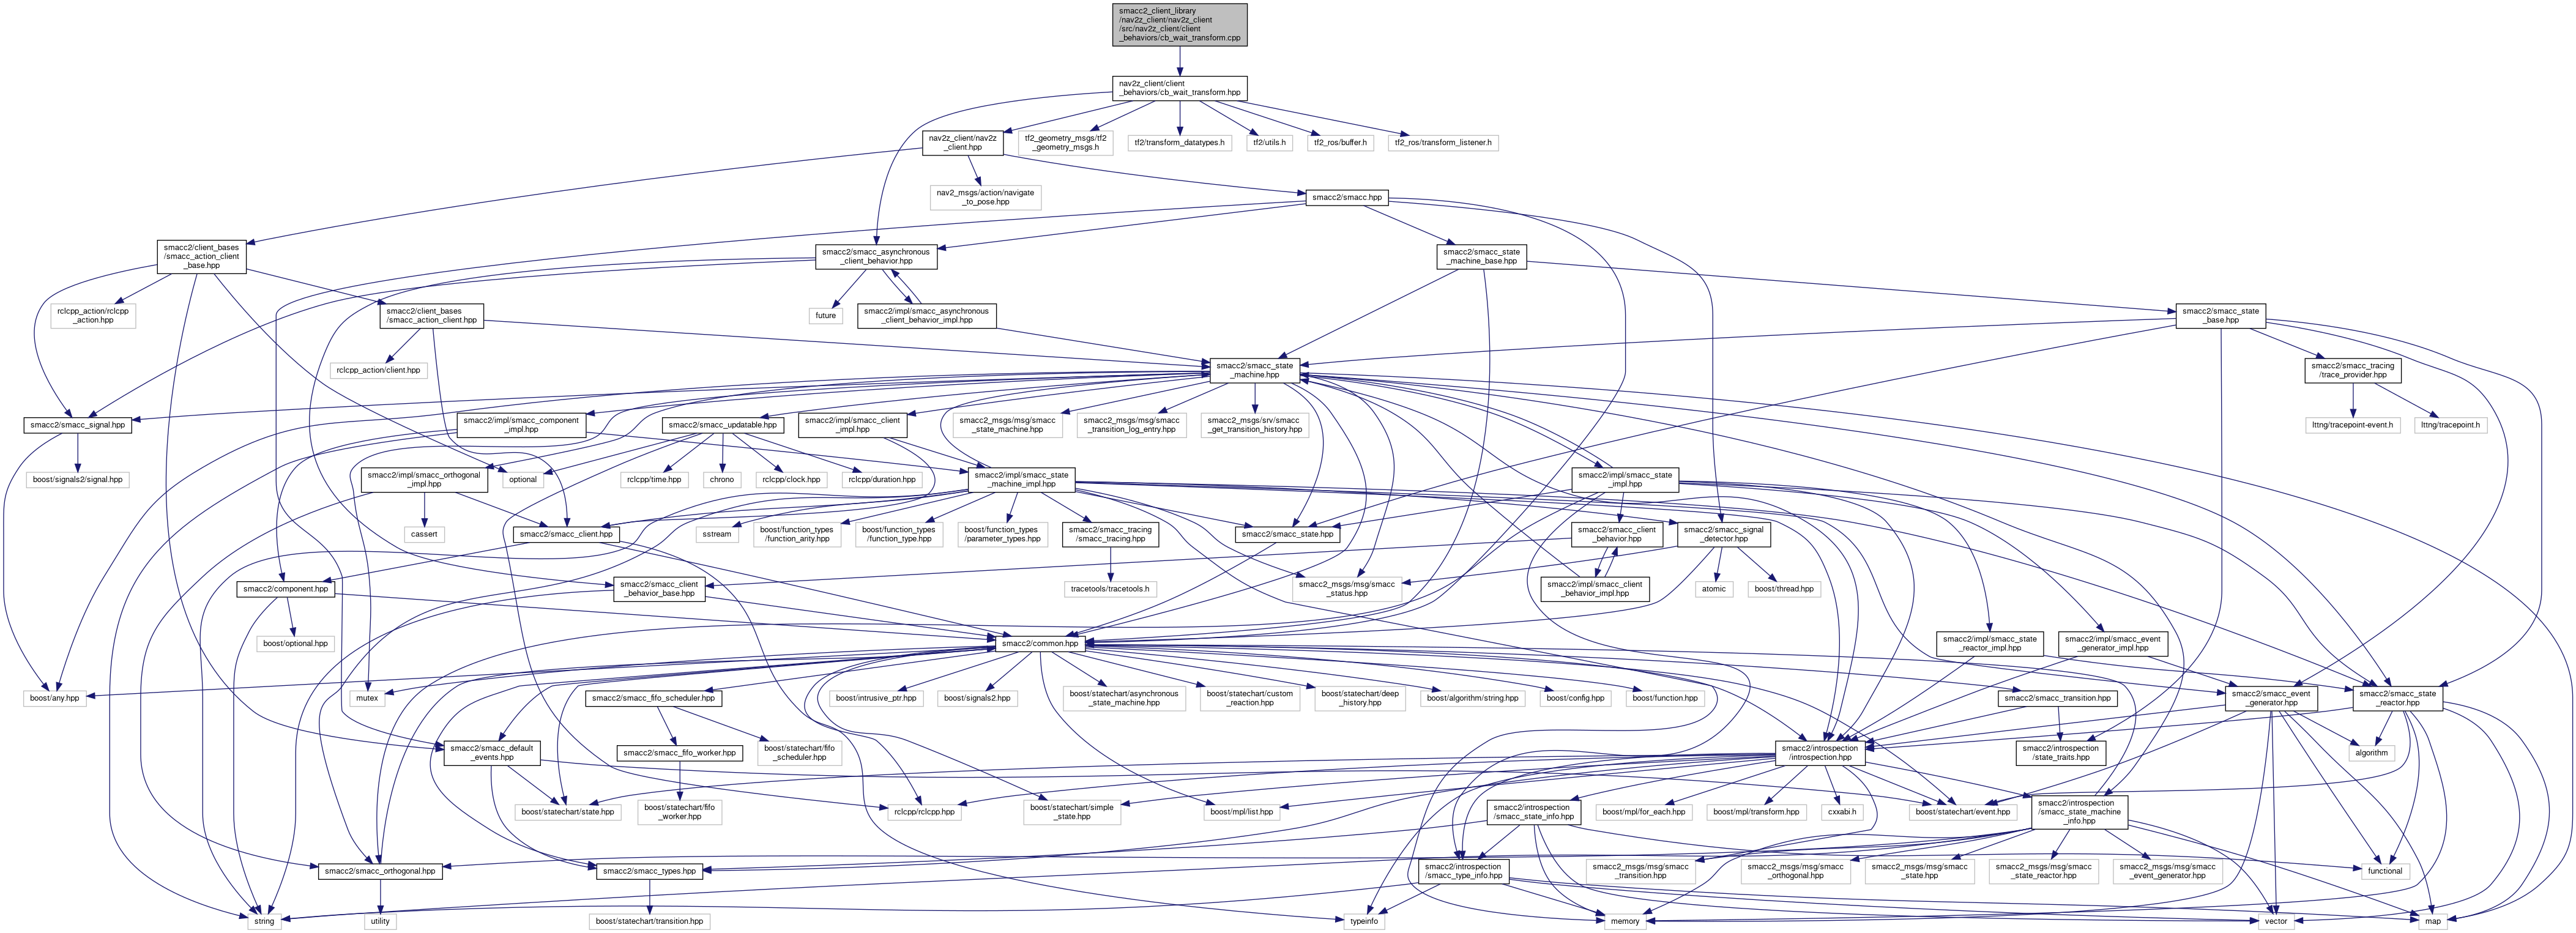 smacc2_client_library
/nav2z_client/nav2z_client
/src/nav2z_client/client
_behaviors/cb_wait_transform.cpp
nav2z_client/client
_behaviors/cb_wait_transform.hpp
nav2z_client/nav2z
_client.hpp
tf2_geometry_msgs/tf2
_geometry_msgs.h
tf2/transform_datatypes.h
tf2/utils.h
tf2_ros/buffer.h
tf2_ros/transform_listener.h
nav2_msgs/action/navigate
_to_pose.hpp
smacc2/smacc.hpp
smacc2/client_bases
/smacc_action_client
_base.hpp
smacc2/smacc_asynchronous
_client_behavior.hpp
smacc2/smacc_state
_machine_base.hpp
rclcpp_action/rclcpp
_action.hpp
smacc2/client_bases
/smacc_action_client.hpp
future
smacc2/impl/smacc_asynchronous
_client_behavior_impl.hpp
smacc2/smacc_state
_base.hpp
rclcpp_action/client.hpp
smacc2/smacc_state
_machine.hpp
smacc2/smacc_tracing
/trace_provider.hpp
smacc2/smacc_signal.hpp
smacc2/impl/smacc_component
_impl.hpp
smacc2/smacc_updatable.hpp
smacc2/impl/smacc_client
_impl.hpp
smacc2_msgs/msg/smacc
_state_machine.hpp
smacc2_msgs/msg/smacc
_transition_log_entry.hpp
smacc2_msgs/srv/smacc
_get_transition_history.hpp
lttng/tracepoint-event.h
lttng/tracepoint.h
boost/signals2/signal.hpp
smacc2/impl/smacc_orthogonal
_impl.hpp
optional
rclcpp/time.hpp
chrono
rclcpp/clock.hpp
rclcpp/duration.hpp
smacc2/impl/smacc_state
_machine_impl.hpp
smacc2/impl/smacc_state
_impl.hpp
cassert
smacc2/smacc_client.hpp
sstream
boost/function_types
/function_arity.hpp
boost/function_types
/function_type.hpp
boost/function_types
/parameter_types.hpp
smacc2/smacc_tracing
/smacc_tracing.hpp
smacc2/smacc_state.hpp
smacc2/smacc_client
_behavior.hpp
smacc2/smacc_signal
_detector.hpp
smacc2/component.hpp
smacc2/smacc_client
_behavior_base.hpp
tracetools/tracetools.h
smacc2_msgs/msg/smacc
_status.hpp
smacc2/impl/smacc_client
_behavior_impl.hpp
atomic
boost/thread.hpp
boost/optional.hpp
smacc2/common.hpp
smacc2/impl/smacc_state
_reactor_impl.hpp
smacc2/impl/smacc_event
_generator_impl.hpp
boost/any.hpp
mutex
smacc2/smacc_fifo_scheduler.hpp
boost/intrusive_ptr.hpp
boost/signals2.hpp
boost/statechart/asynchronous
_state_machine.hpp
boost/statechart/custom
_reaction.hpp
boost/statechart/deep
_history.hpp
boost/algorithm/string.hpp
boost/config.hpp
boost/function.hpp
smacc2/smacc_transition.hpp
smacc2/smacc_event
_generator.hpp
smacc2/smacc_state
_reactor.hpp
smacc2/smacc_default
_events.hpp
smacc2/smacc_fifo_worker.hpp
boost/statechart/fifo
_scheduler.hpp
smacc2/introspection
/introspection.hpp
smacc2/introspection
/state_traits.hpp
algorithm
boost/statechart/state.hpp
boost/statechart/fifo
_worker.hpp
rclcpp/rclcpp.hpp
boost/statechart/simple
_state.hpp
boost/mpl/list.hpp
smacc2/introspection
/smacc_state_info.hpp
boost/mpl/for_each.hpp
boost/mpl/transform.hpp
cxxabi.h
boost/statechart/event.hpp
smacc2/introspection
/smacc_state_machine
_info.hpp
smacc2/smacc_orthogonal.hpp
smacc2/smacc_types.hpp
smacc2/introspection
/smacc_type_info.hpp
smacc2_msgs/msg/smacc
_transition.hpp
smacc2_msgs/msg/smacc
_orthogonal.hpp
smacc2_msgs/msg/smacc
_state.hpp
smacc2_msgs/msg/smacc
_state_reactor.hpp
smacc2_msgs/msg/smacc
_event_generator.hpp
functional
string
utility
boost/statechart/transition.hpp
typeinfo
memory
vector
map